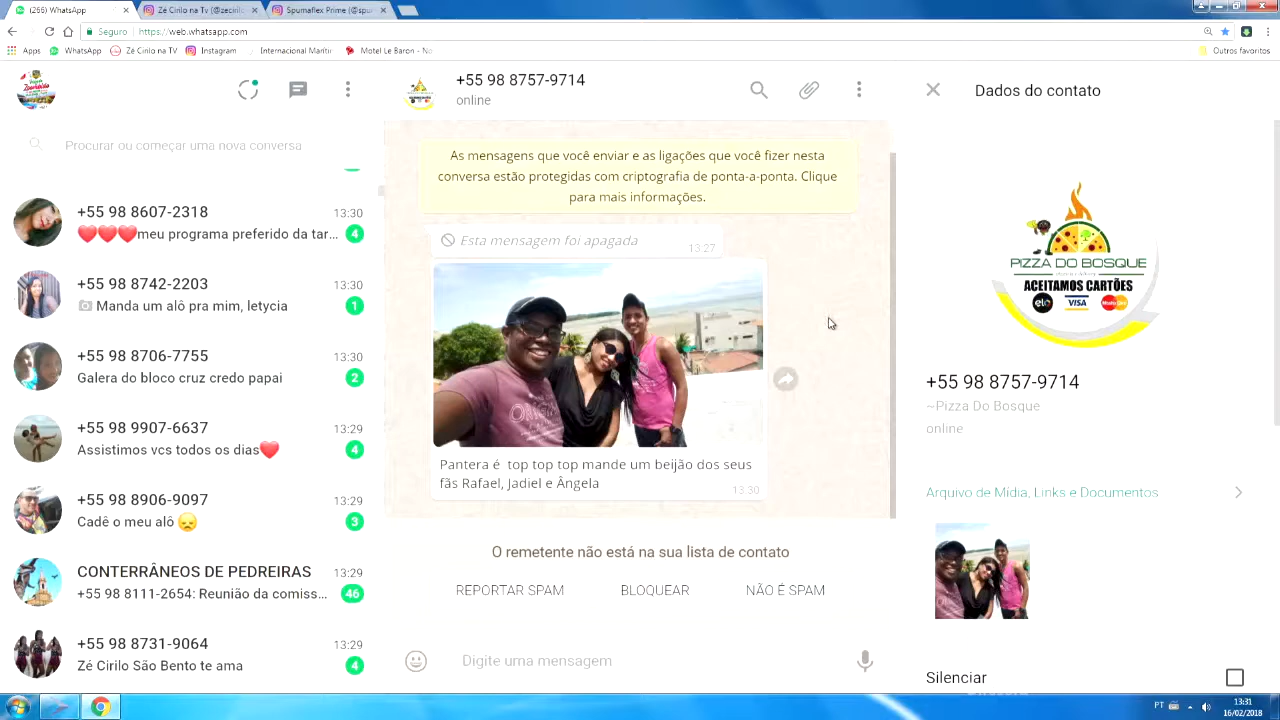 (266) WhatsApp
Zé Cirilo na Tv (@zeciril
Spumaflex Prime (@spu
Seguro
https://web.whatsapp.com
Apps
WhatsApp
Zé Cirilo na TV
Instagram
Internacional Maríti
Motel Le Baron - No
Outros favoritos
+55 98 8757-9714
online
Dados do contato
Procurar ou começar uma nova conversa
+55 98 8607-2318
13:30
❤❤❤meu programa preferido da tar...
4
+55 98 8742-2203
13:30
Manda um alô pra mim, letycia
1
+55 98 8706-7755
13:30
Galera do bloco cruz credo papai
2
+55 98 9907-6637
13:29
Assistimos vcs todos os dias❤
4
+55 98 8906-9097
13:29
Cadê o meu alô 😞
3
CONTERRÂNEOS DE PEDREIRAS
13:29
+55 98 8111-2654: Reunião da comiss...
46
+55 98 8731-9064
13:29
Zé Cirilo São Bento te ama
4
As mensagens que você enviar e as ligações que você fizer nesta
conversa estão protegidas com criptografia de ponta-a-ponta. Clique
para mais informações.
Esta mensagem foi apagada
13:27
Pantera é top top top mande um beijão dos seus
fãs Rafael, Jadiel e Ângela
13:30
O remetente não está na sua lista de contato
REPORTAR SPAM
BLOQUEAR
NÃO É SPAM
Digite uma mensagem
PIZZA DO BOSQUE
ACEITAMOS CARTÕES
elo
VISA
MasterCard
+55 98 8757-9714
~Pizza Do Bosque
online
Arquivo de Mídia, Links e Documentos
Silenciar
PT
13:31
16/02/2018